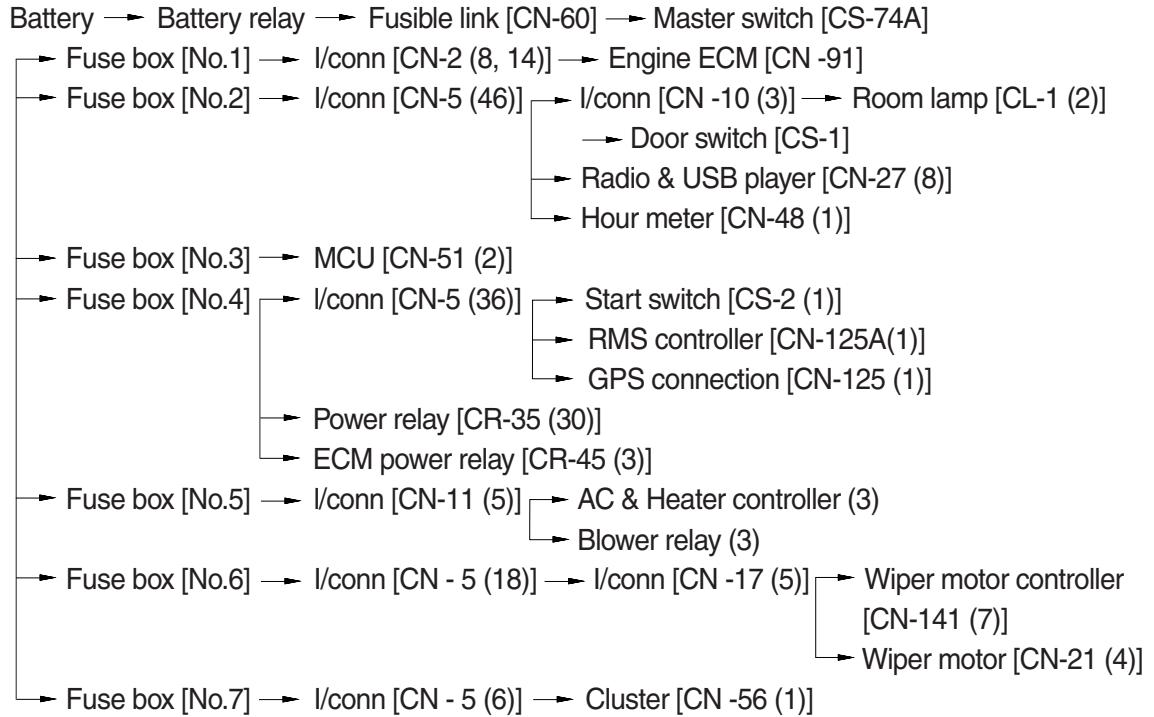 Battery → Battery relay → Fusible link [CN-60] → Master switch [CS-74A]
Fuse box [No.1] → I/conn [CN-2 (8, 14)] → Engine ECM [CN -91]
Fuse box [No.2] → I/conn [CN-5 (46)] → I/conn [CN -10 (3)] → Room lamp [CL-1 (2)]
→ Door switch [CS-1]
Radio & USB player [CN-27 (8)]
Hour meter [CN-48 (1)]
Fuse box [No.3] → MCU [CN-51 (2)]
Fuse box [No.4] → I/conn [CN-5 (36)] → Start switch [CS-2 (1)]
RMS controller [CN-125A(1)]
GPS connection [CN-125 (1)]
Power relay [CR-35 (30)]
ECM power relay [CR-45 (3)]
Fuse box [No.5] → I/conn [CN-11 (5)] → AC & Heater controller (3)
Blower relay (3)
Fuse box [No.6] → I/conn [CN - 5 (18)] → I/conn [CN -17 (5)] → Wiper motor controller
[CN-141 (7)]
Wiper motor [CN-21 (4)]
Fuse box [No.7] → I/conn [CN - 5 (6)] → Cluster [CN -56 (1)]